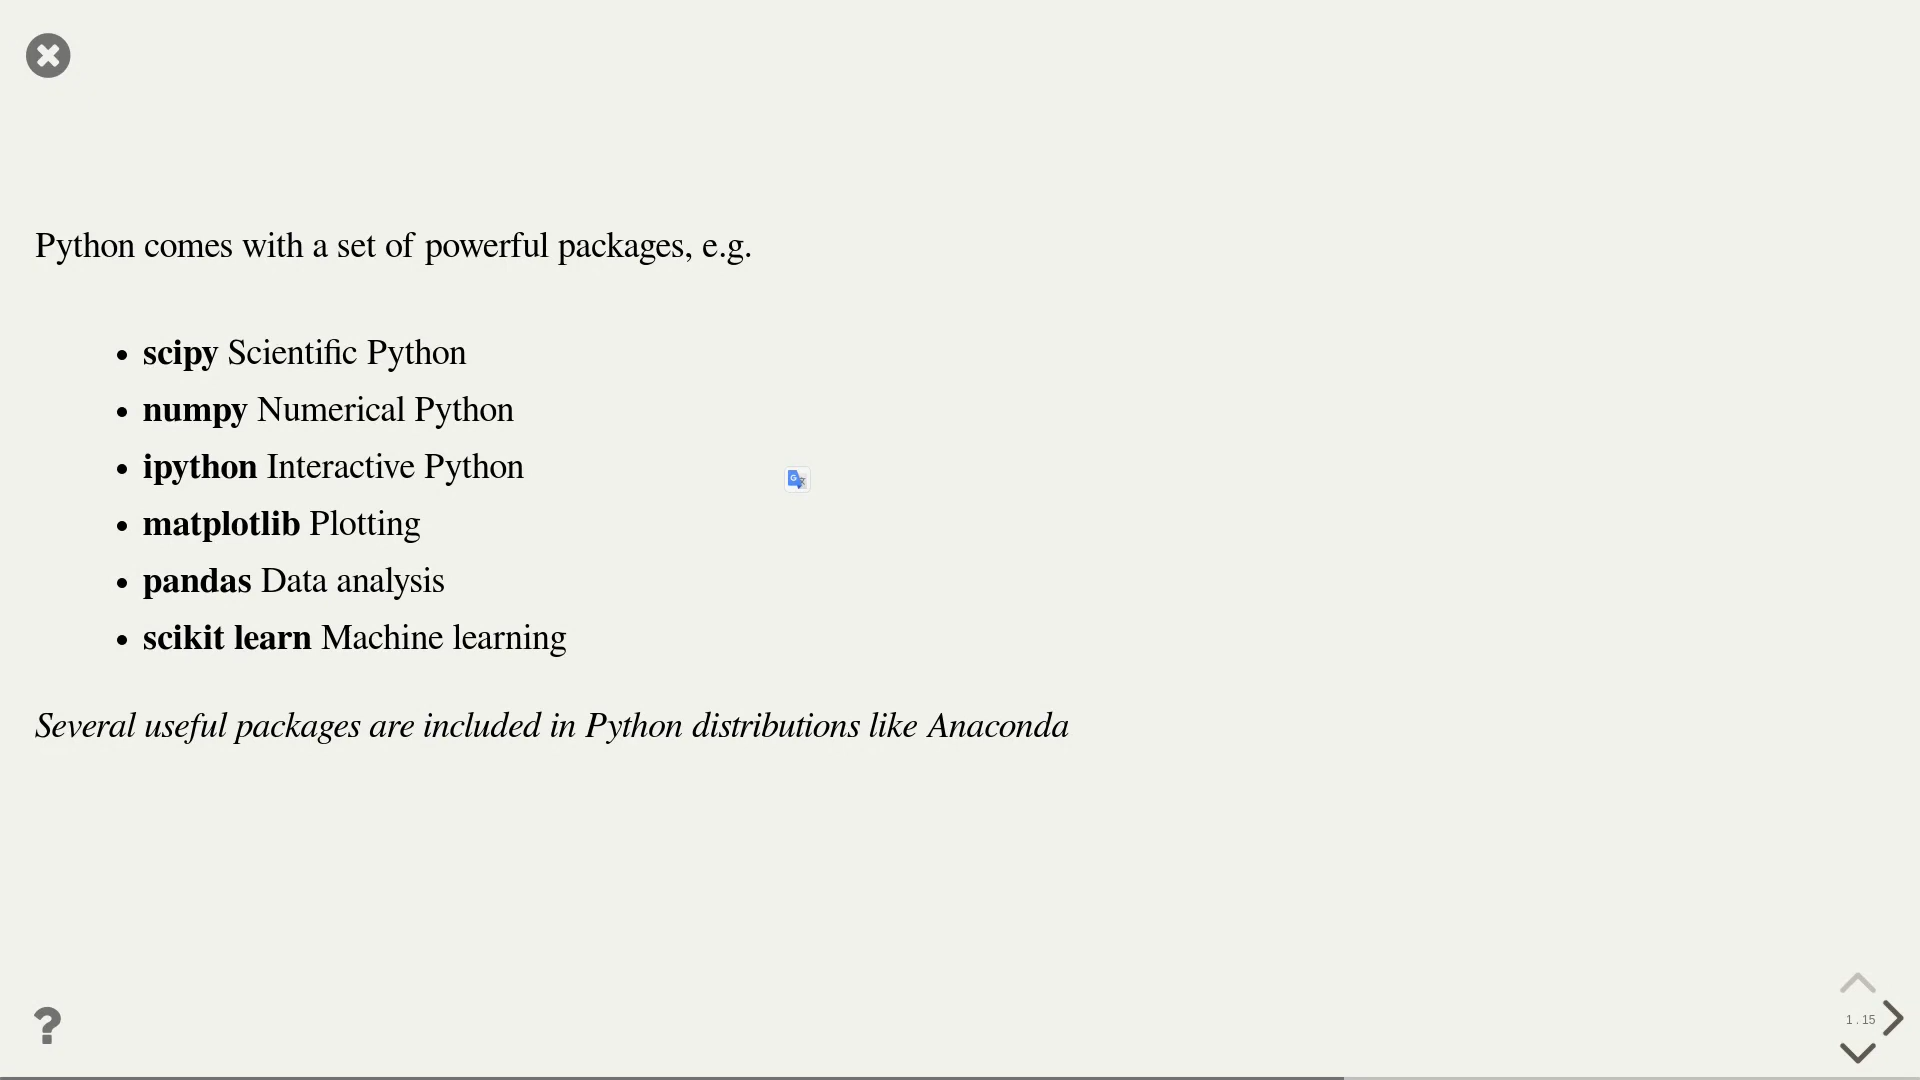 Python comes with a set of powerful packages, e.g.
• scipy Scientific Python
• numpy Numerical Python
• ipython Interactive Python
• matplotlib Plotting
• pandas Data analysis
• scikit learn Machine learning
Several useful packages are included in Python distributions like Anaconda
?
1 . 15